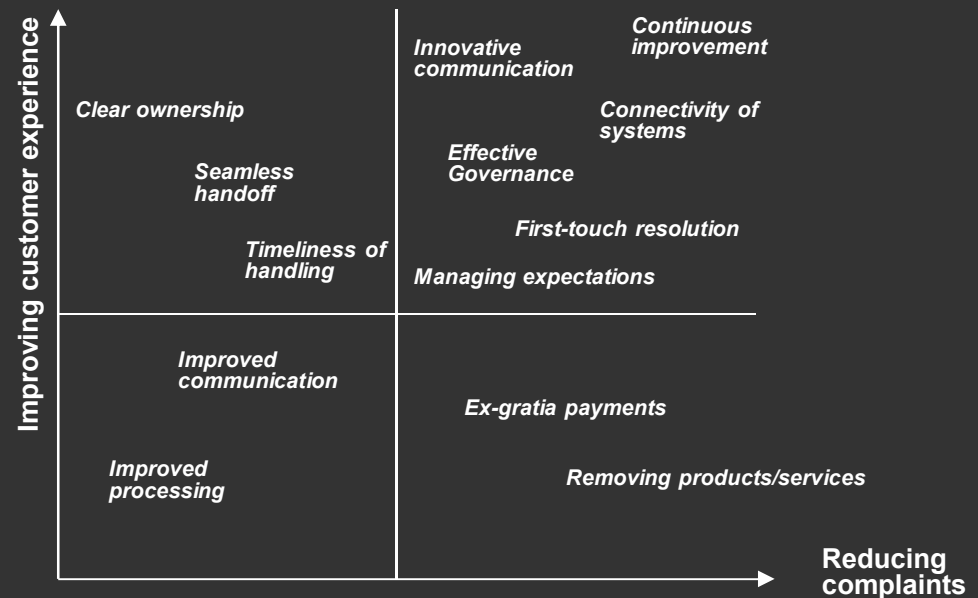 Improving customer experience
Continuous
improvement
Innovative
communication
Clear ownership
Connectivity of
systems
Effective
Governance
Seamless
handoff
First-touch resolution
Timeliness of
handling
Managing expectations
Improved
communication
Ex-gratia payments
Improved
processing
Removing products/services
Reducing
complaints